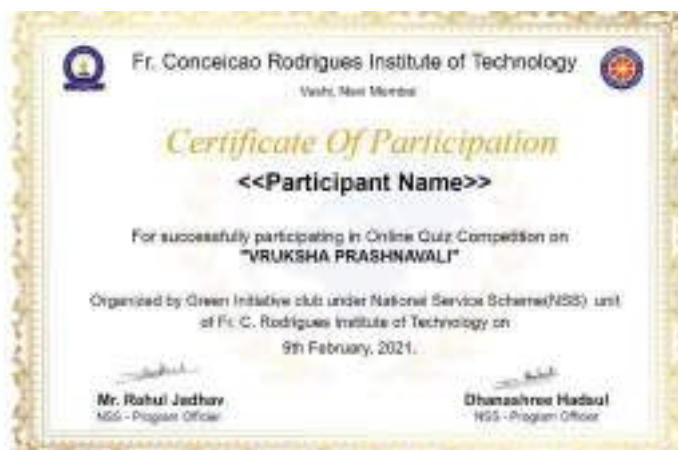 Fr. Conceicao Rodrigues Institute of Technology
Vashi, Navi Mumbai
Certificate Of Participation
<<Participant Name>>
For successfully participating in Online Quiz Competition on
"VRUKSHA PRASHNAVALI"
Organized by Green Initiative club under National Service Scheme(NSS) unit
of Fr. C. Rodrigues Institute of Technology on
9th February, 2021.
Mr. Rahul Jadhav Dhanashree Hadsul
NSS - Program Officer NSS - Program Officer